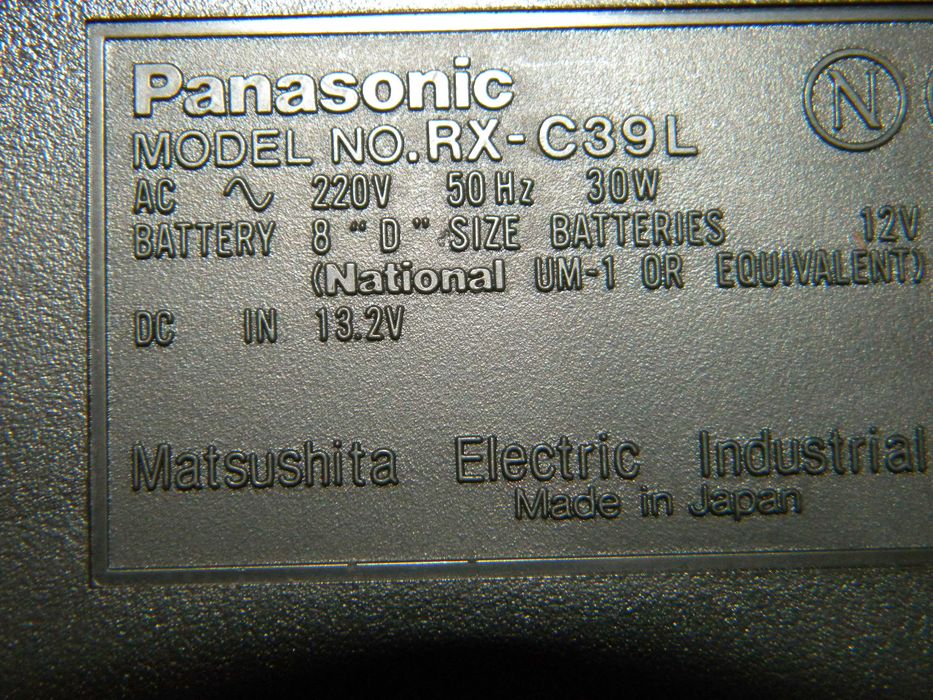 Panasonic N
MODEL NO. RX-C39L
AC ∿ 220V 50Hz 30W
BATTERY 8 "D" SIZE BATTERIES 12V
(National UM-1 OR EQUIVALENT)
DC IN 13.2V
Matsushita Electric Industrial
Made in Japan